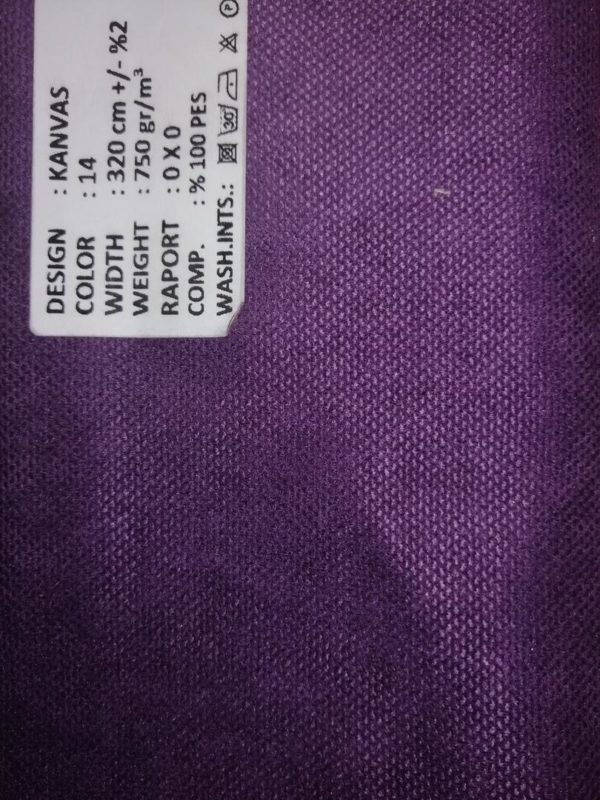 DESIGN : KANVAS
COLOR : 14
WIDTH : 320 cm +/- %2
WEIGHT : 750 gr/m³
RAPORT : 0 X 0
COMP. : % 100 PES
WASH.INTS.: 30 P